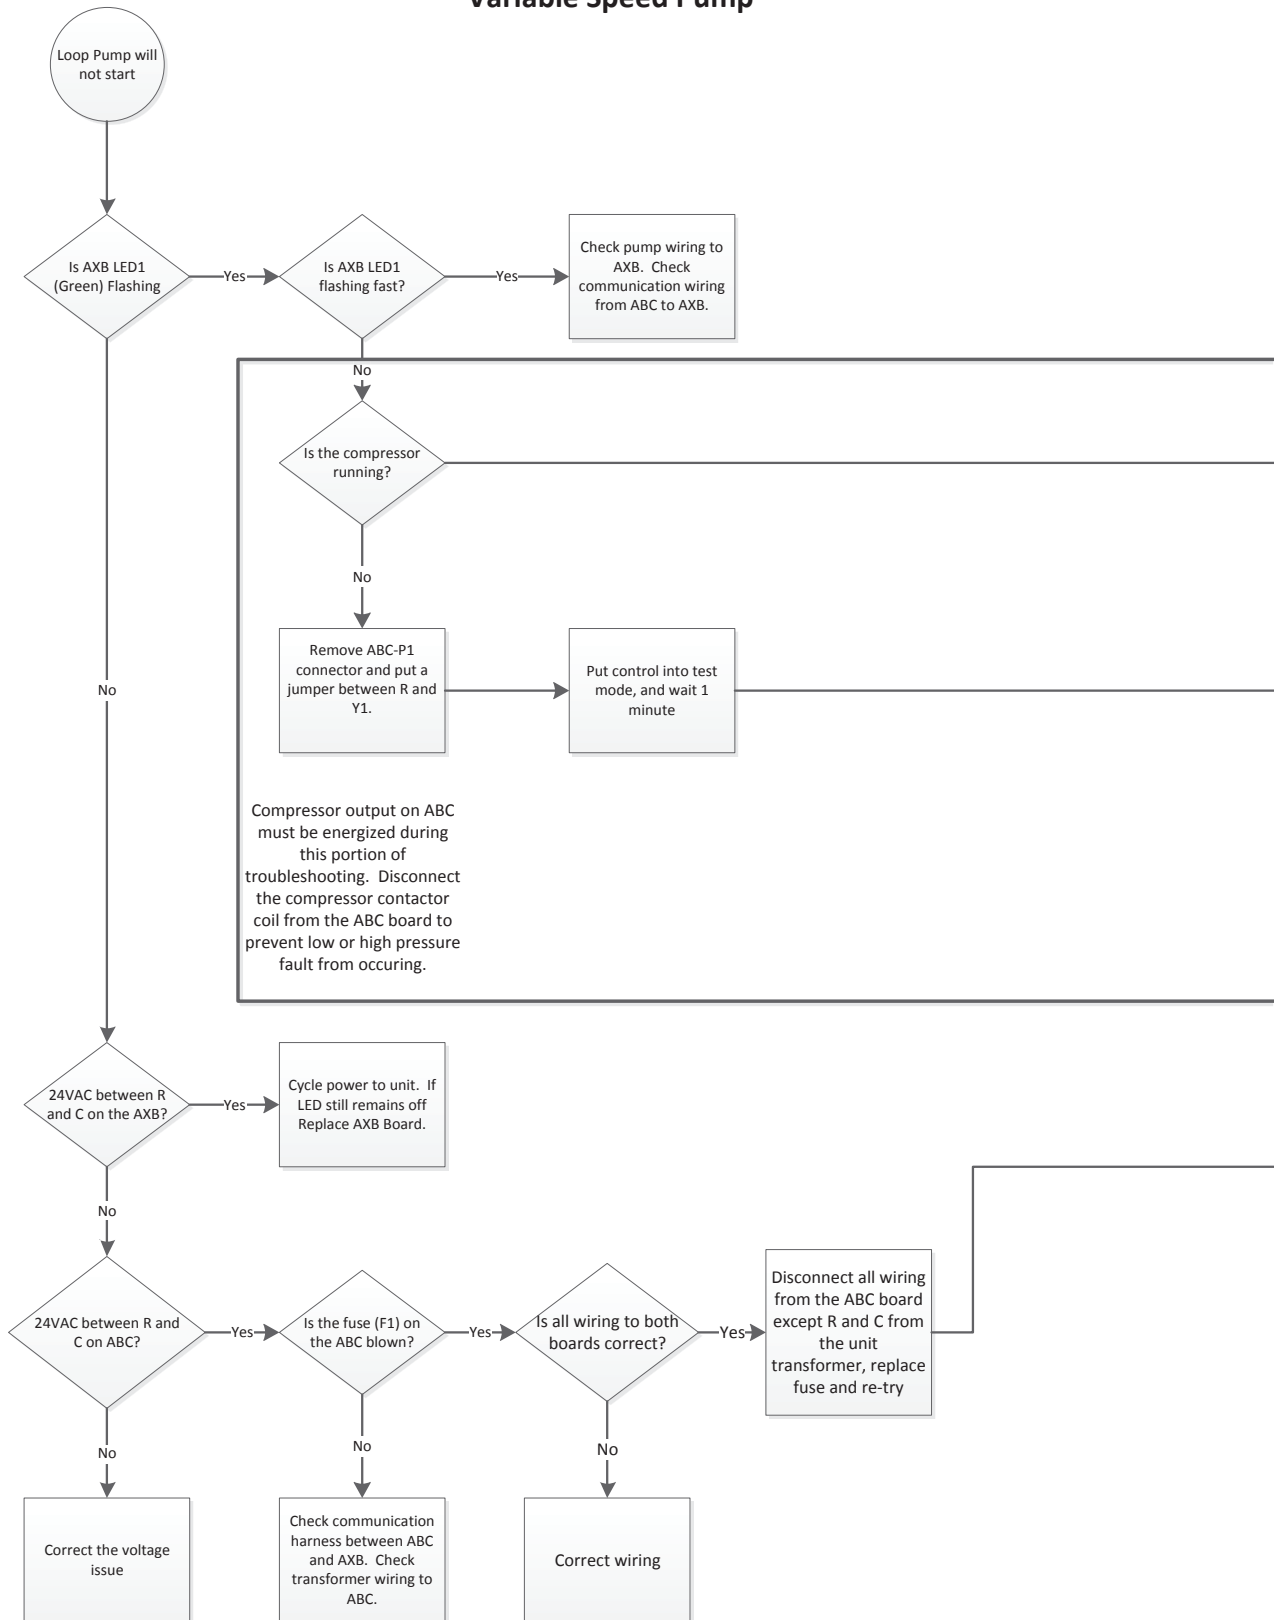 Variable Speed Pump
Loop Pump will
not start
Is AXB LED1
(Green) Flashing
Yes
Is AXB LED1
flashing fast?
Yes
Check pump wiring to
AXB. Check
communication wiring
from ABC to AXB.
No
Is the compressor
running?
No
Remove ABC-P1
connector and put a
jumper between R and
Y1.
Put control into test
mode, and wait 1
minute
No
Compressor output on ABC
must be energized during
this portion of
troubleshooting. Disconnect
the compressor contactor
coil from the ABC board to
prevent low or high pressure
fault from occuring.
24VAC between R
and C on the AXB?
Yes
Cycle power to unit. If
LED still remains off
Replace AXB Board.
No
24VAC between R and
C on ABC?
Yes
Is the fuse (F1) on
the ABC blown?
Yes
Is all wiring to both
boards correct?
Yes
Disconnect all wiring
from the ABC board
except R and C from
the unit
transformer, replace
fuse and re-try
No
No
No
Correct the voltage
issue
Check communication
harness between ABC
and AXB. Check
transformer wiring to
ABC.
Correct wiring